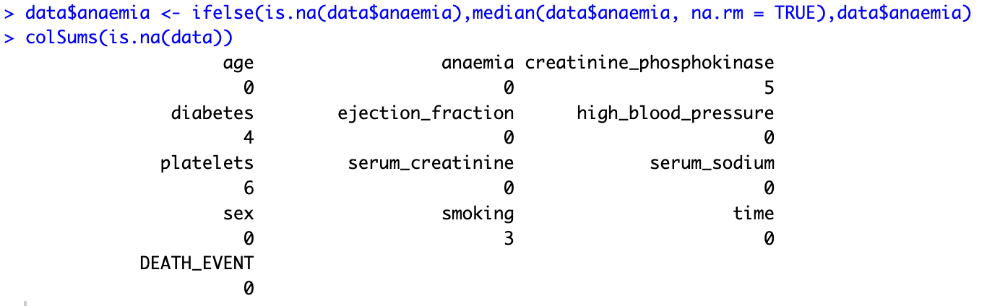 > data$anaemia <- ifelse(is.na(data$anaemia),median(data$anaemia, na.rm = TRUE),data$anaemia)
> colSums(is.na(data))
age anaemia creatinine_phosphokinase
0 0 5
diabetes ejection_fraction high_blood_pressure
4 0 0
platelets serum_creatinine serum_sodium
6 0 0
sex smoking time
0 3 0
DEATH_EVENT
0